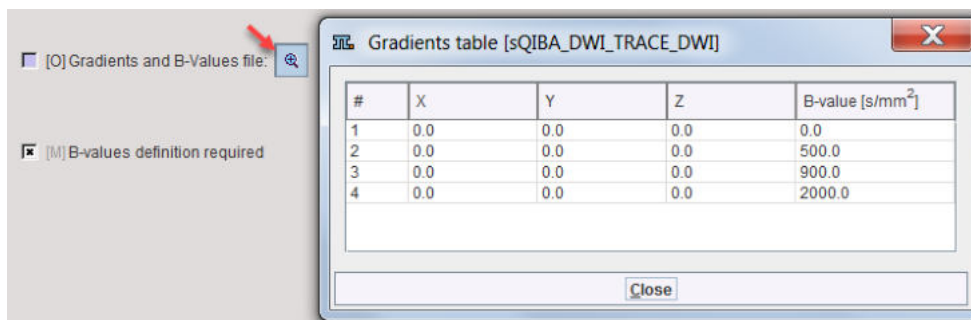 [O] Gradients and B-Values file:
[M] B-values definition required
Gradients table [sQIBA_DWI_TRACE_DWI]
# X Y Z B-value [s/mm²]
1 0.0 0.0 0.0 0.0
2 0.0 0.0 0.0 500.0
3 0.0 0.0 0.0 900.0
4 0.0 0.0 0.0 2000.0
Close